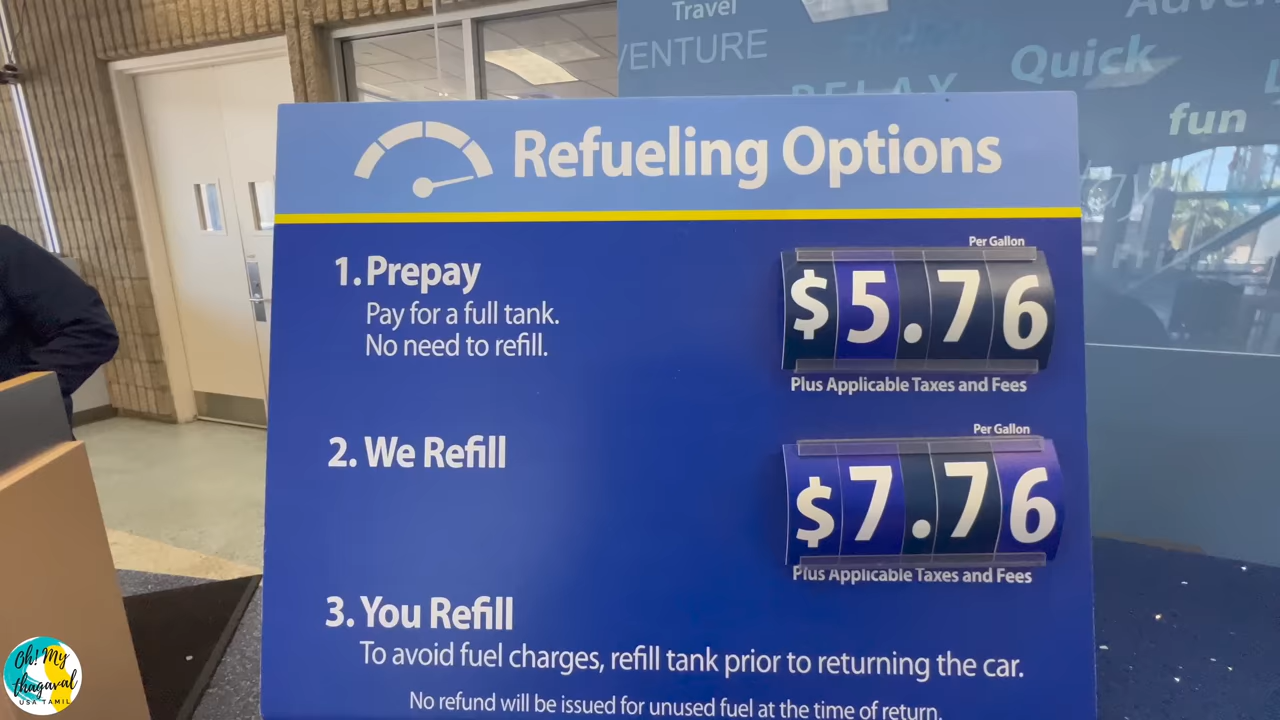 Travel
VENTURE
Quick
RELAX
fun
Refueling Options
1. Prepay
Pay for a full tank.
No need to refill.
Per Gallon
$5.76
Plus Applicable Taxes and Fees
2. We Refill
Per Gallon
$7.76
Plus Applicable Taxes and Fees
3. You Refill
To avoid fuel charges, refill tank prior to returning the car.
No refund will be issued for unused fuel at the time of return.
Oh! My
thagaval
USA TAMIL